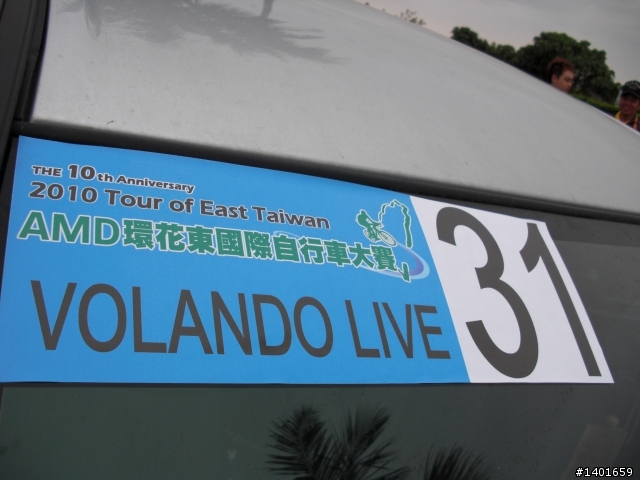 THE 10th Anniversary
2010 Tour of East Taiwan
AMD環花東國際自行車大賽
VOLANDO LIVE
31
#1401659